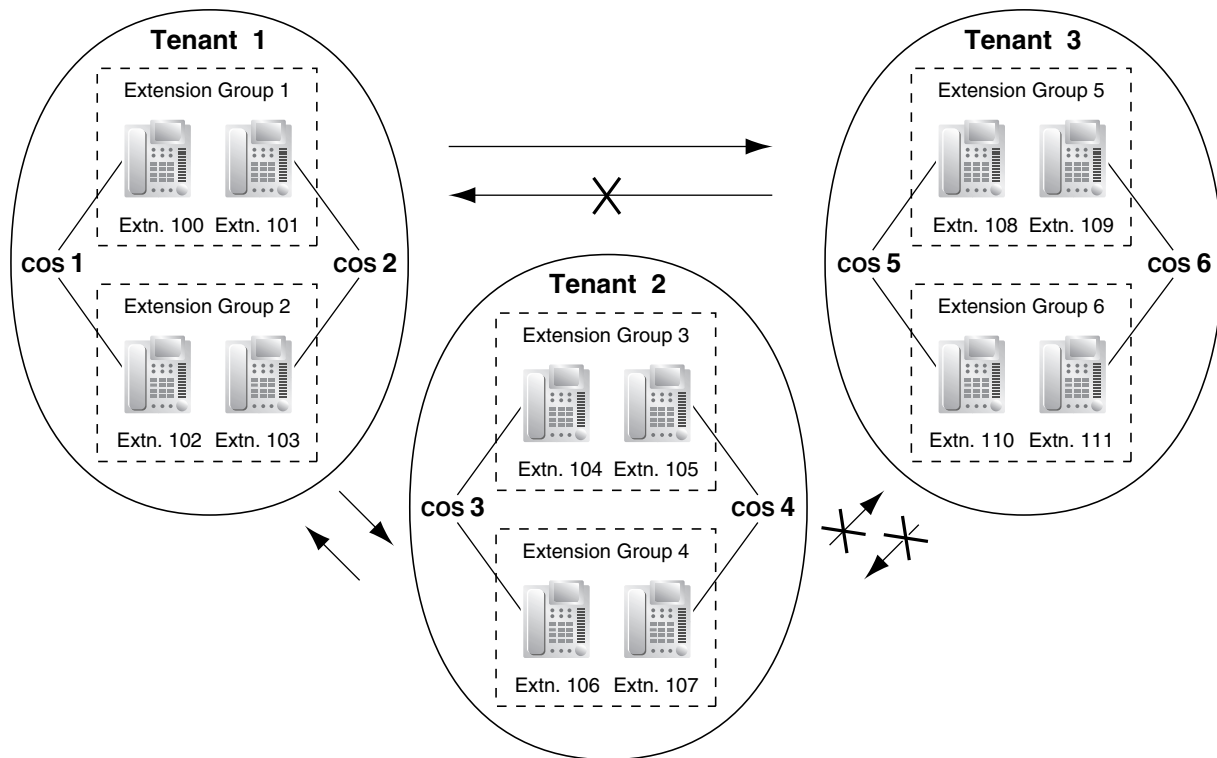 Tenant 1
Extension Group 1
Extn. 100 Extn. 101
COS 1
COS 2
Extension Group 2
Extn. 102 Extn. 103
Tenant 2
Extension Group 3
Extn. 104 Extn. 105
COS 3
COS 4
Extension Group 4
Extn. 106 Extn. 107
Tenant 3
Extension Group 5
Extn. 108 Extn. 109
COS 5
COS 6
Extension Group 6
Extn. 110 Extn. 111